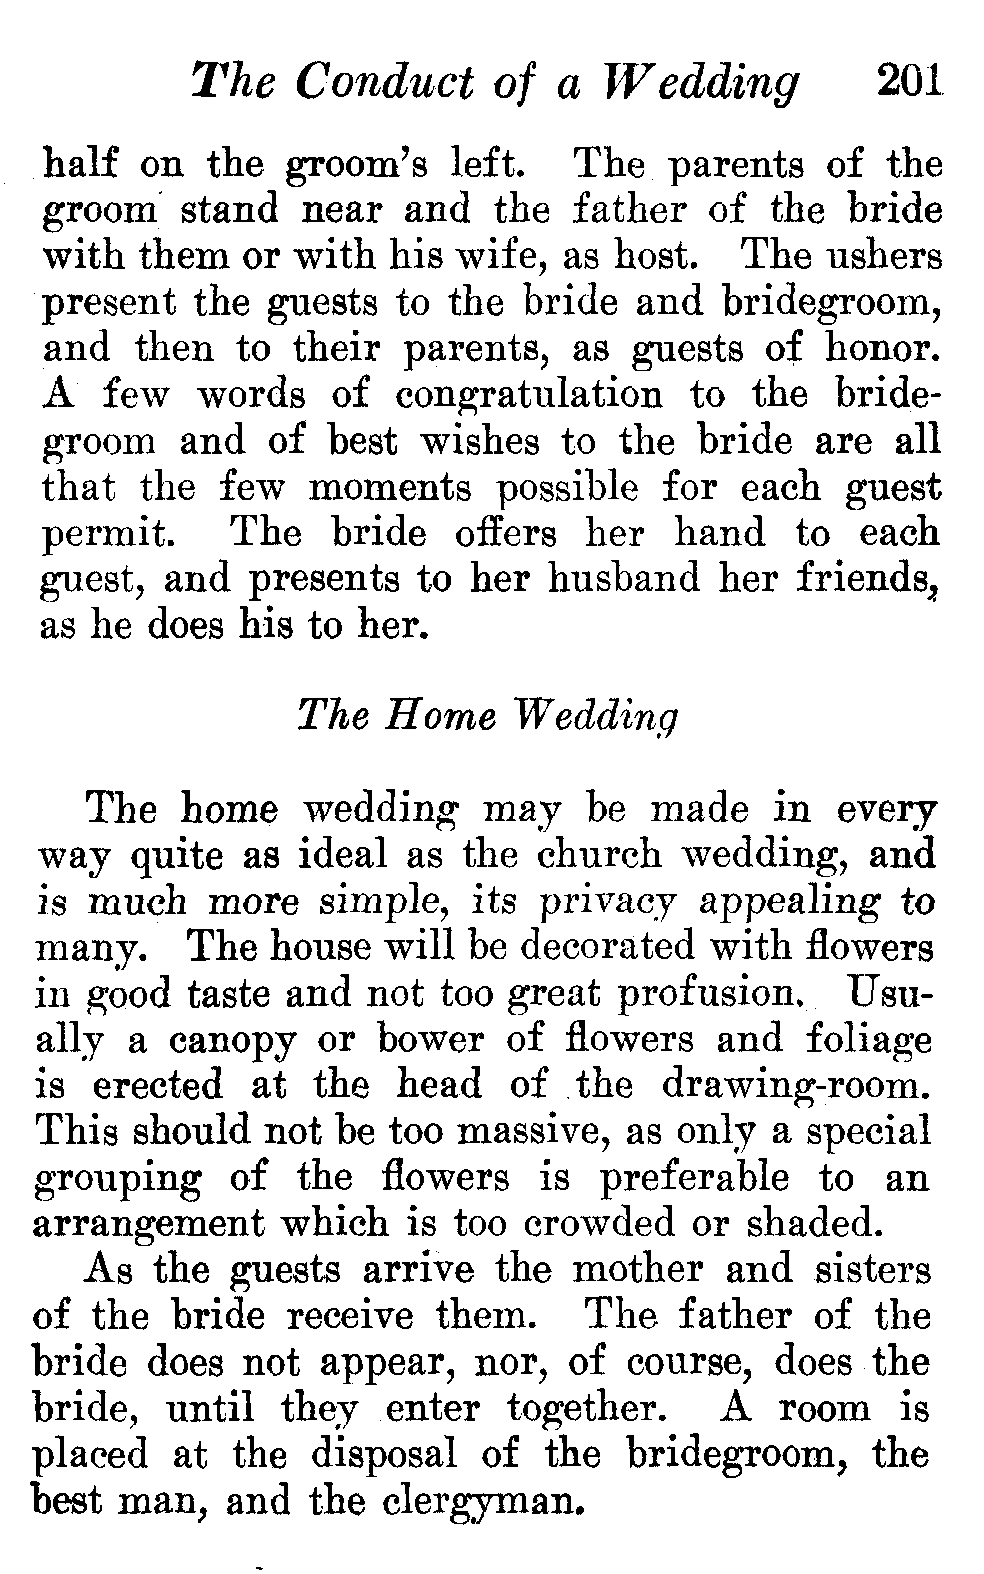 The Conduct of a Wedding 201
half on the groom's left. The parents of the
groom stand near and the father of the bride
with them or with his wife, as host. The ushers
present the guests to the bride and bridegroom,
and then to their parents, as guests of honor.
A few words of congratulation to the bride-
groom and of best wishes to the bride are all
that the few moments possible for each guest
permit. The bride offers her hand to each
guest, and presents to her husband her friends,
as he does his to her.
The Home Wedding
The home wedding may be made in every
way quite as ideal as the church wedding, and
is much more simple, its privacy appealing to
many. The house will be decorated with flowers
in good taste and not too great profusion. Usu-
ally a canopy or bower of flowers and foliage
is erected at the head of the drawing-room.
This should not be too massive, as only a special
grouping of the flowers is preferable to an
arrangement which is too crowded or shaded.
As the guests arrive the mother and sisters
of the bride receive them. The father of the
bride does not appear, nor, of course, does the
bride, until they enter together. A room is
placed at the disposal of the bridegroom, the
best man, and the clergyman.